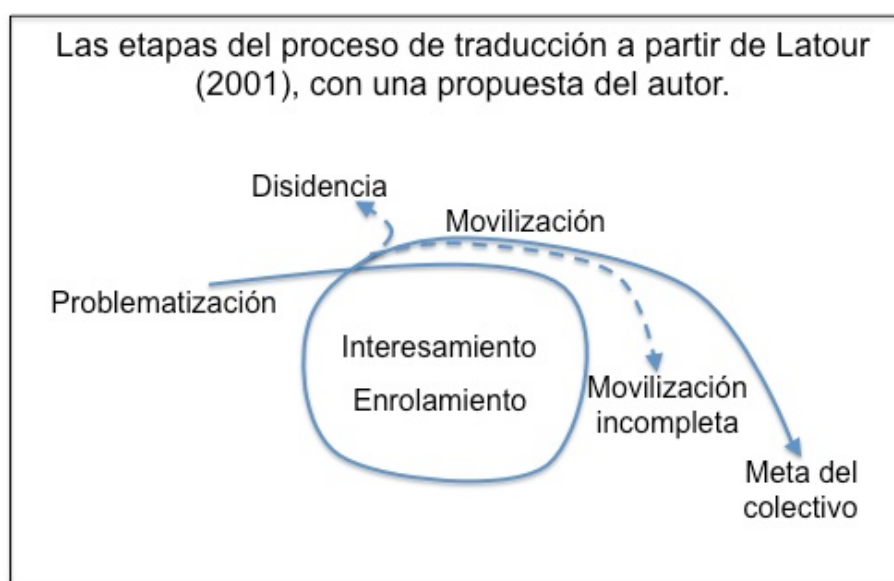 Las etapas del proceso de traducción a partir de Latour
(2001), con una propuesta del autor.
Disidencia
Movilización
Problematización
Interesamiento
Enrolamiento
Movilización
incompleta
Meta del
colectivo